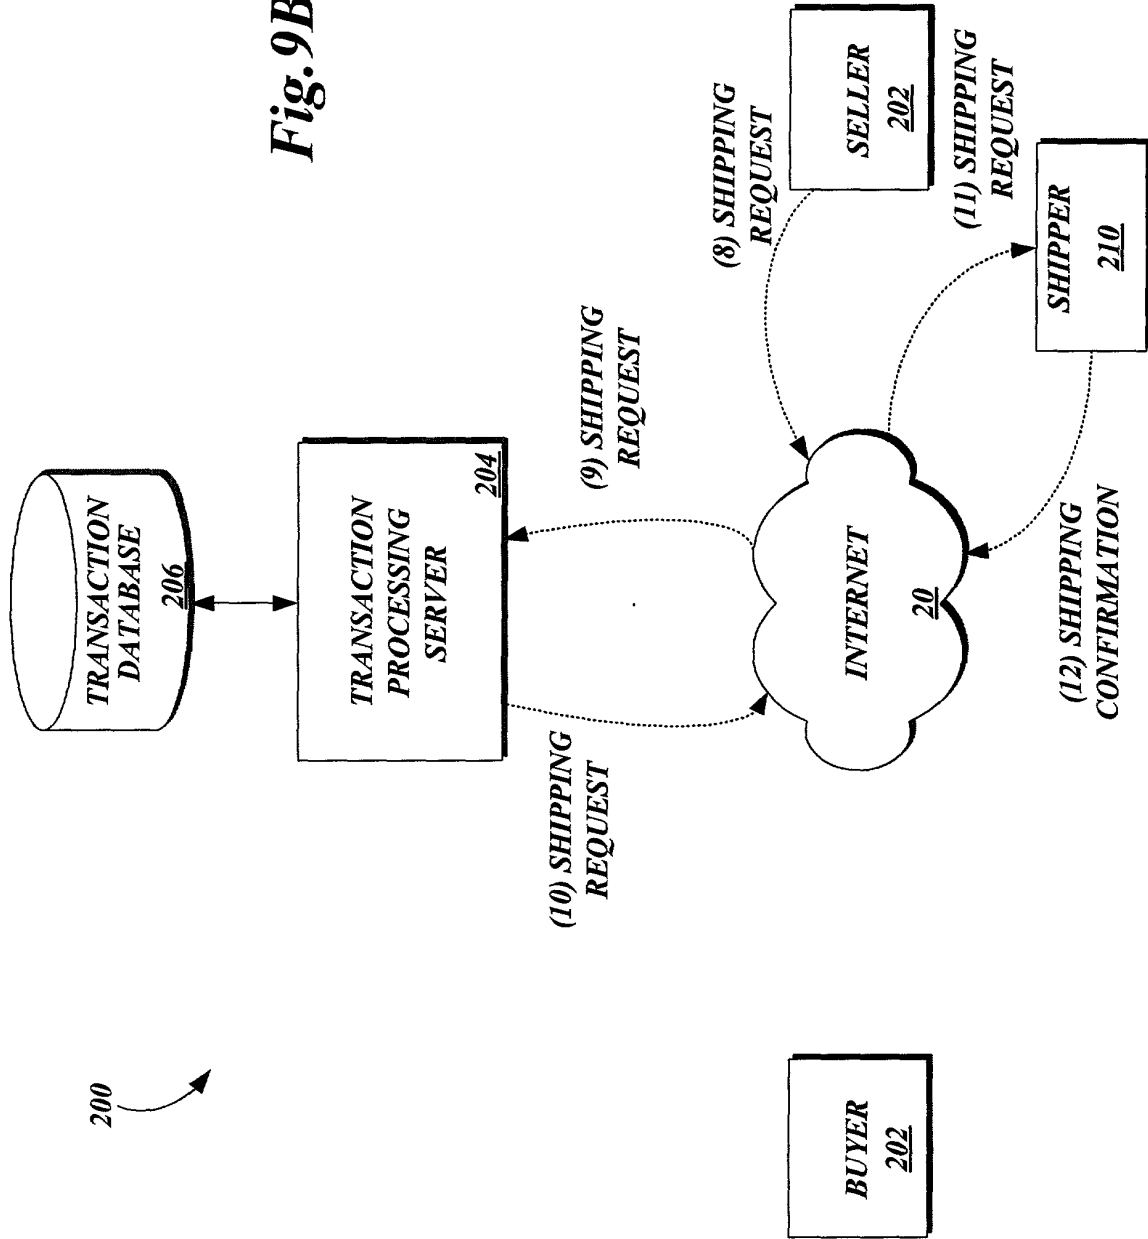 200
TRANSACTION
DATABASE
206
TRANSACTION
PROCESSING
SERVER
204
Fig.9B
(10) SHIPPING
REQUEST
(9) SHIPPING
REQUEST
(8) SHIPPING
REQUEST
BUYER
202
INTERNET
20
SELLER
202
(11) SHIPPING
REQUEST
SHIPPER
210
(12) SHIPPING
CONFIRMATION